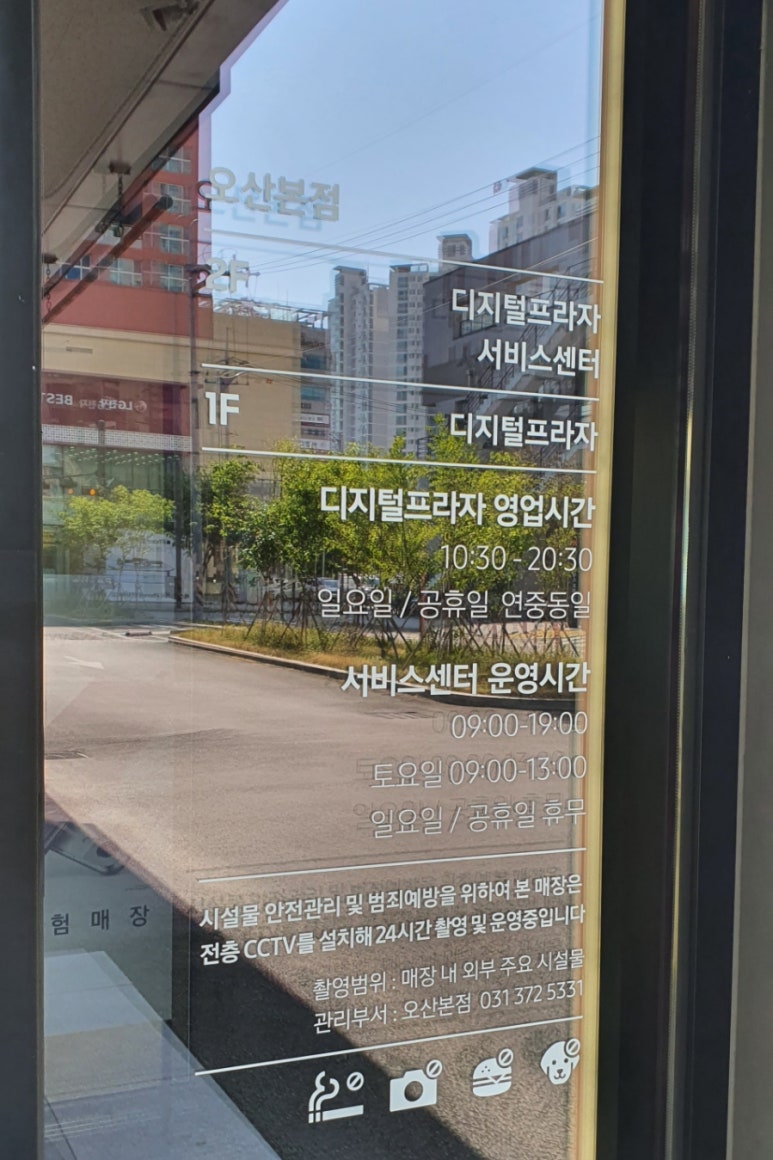 오산본점
2F 디지털프라자
서비스센터
1F 디지털프라자
디지털프라자 영업시간
10:30 - 20:30
일요일 / 공휴일 연중동일
서비스센터 운영시간
09:00-19:00
토요일 09:00-13:00
일요일 / 공휴일 휴무
시설물 안전관리 및 범죄예방을 위하여 본 매장은
전층 CCTV를 설치해 24시간 촬영 및 운영중입니다
촬영범위 : 매장 내 외부 주요 시설물
관리부서 : 오산본점 031 372 5331
험 매 장
LG전자 BEST